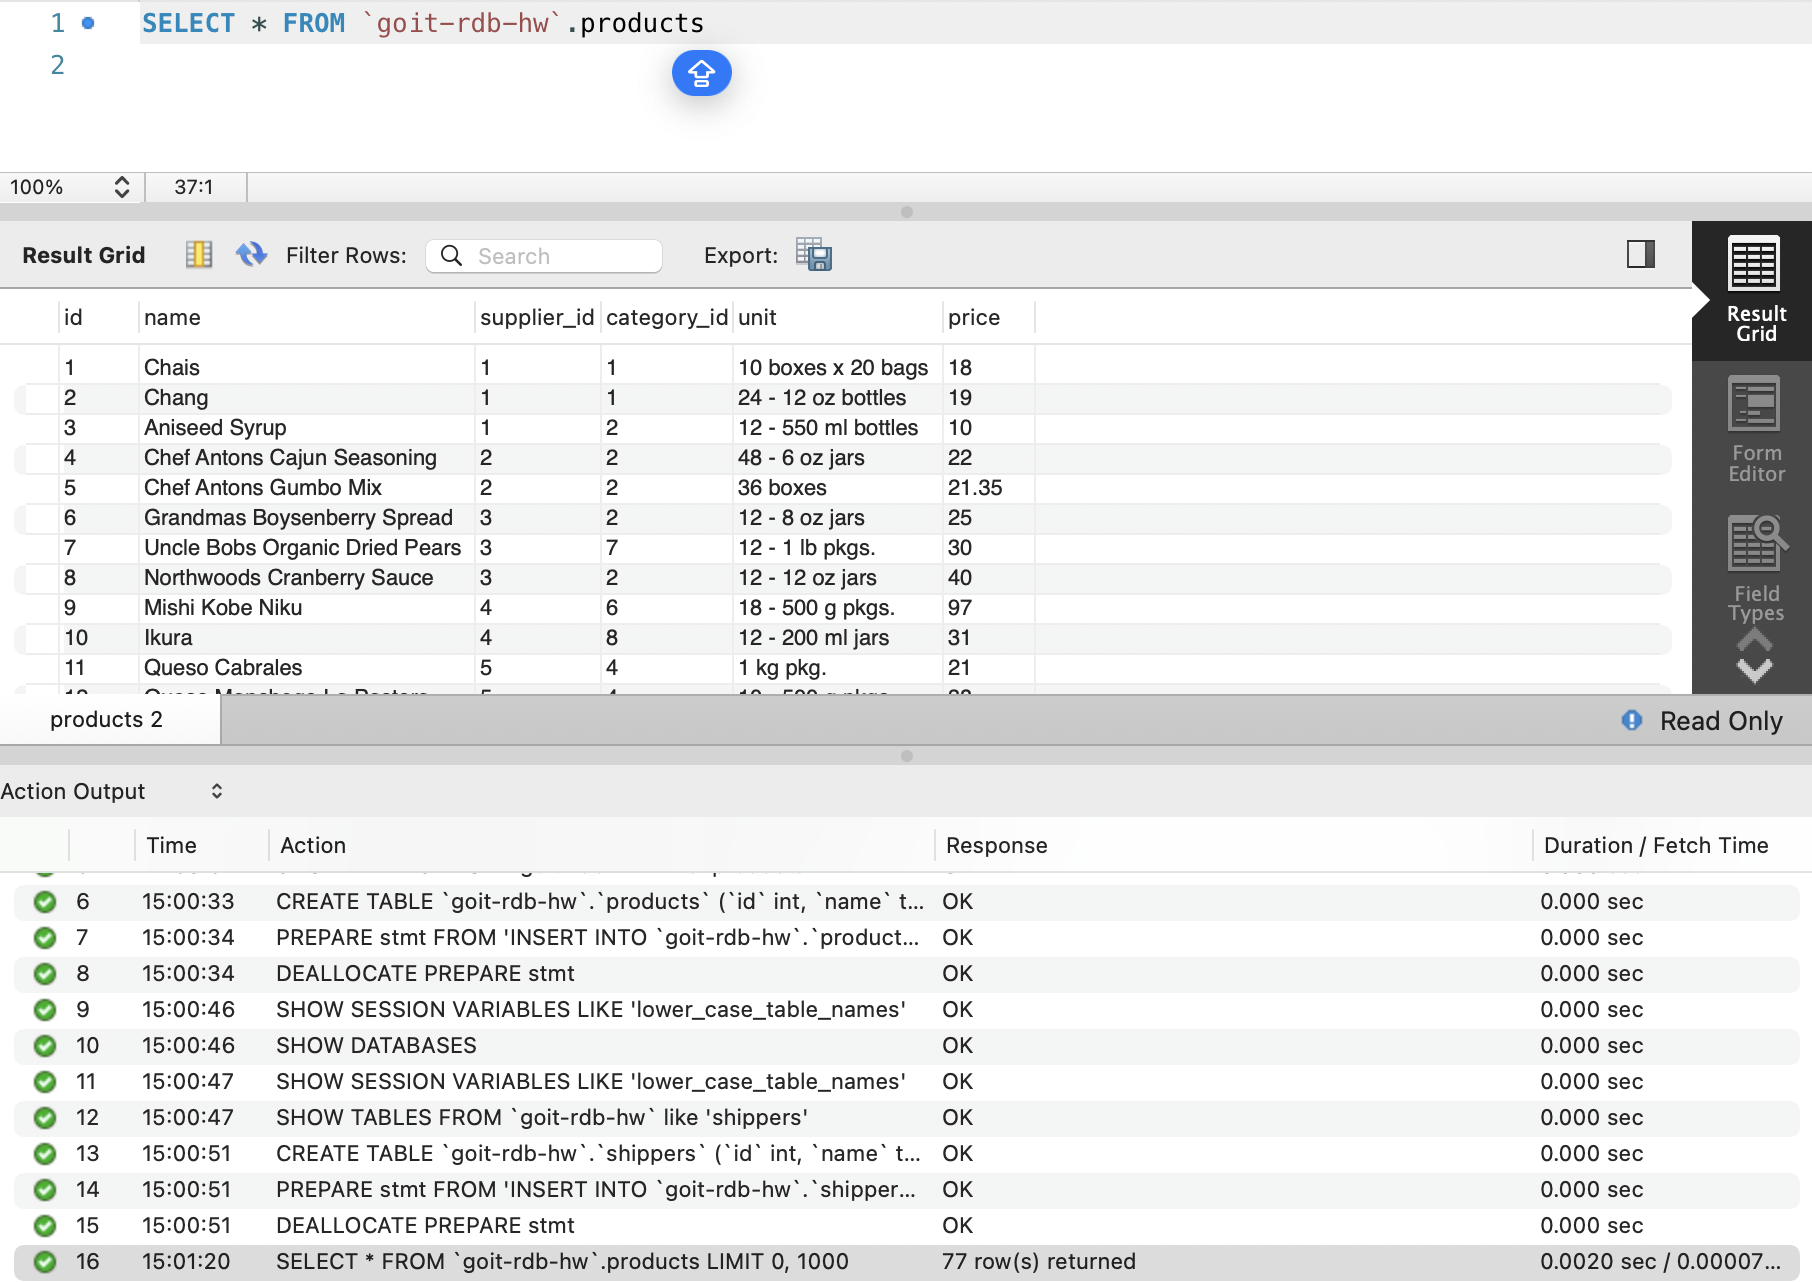 1 SELECT * FROM `goit-rdb-hw`.products
2
100% 37:1
Result Grid Filter Rows: Search Export:
id name supplier_id category_id unit price
1 Chais 1 1 10 boxes x 20 bags 18
2 Chang 1 1 24 - 12 oz bottles 19
3 Aniseed Syrup 1 2 12 - 550 ml bottles 10
4 Chef Antons Cajun Seasoning 2 2 48 - 6 oz jars 22
5 Chef Antons Gumbo Mix 2 2 36 boxes 21.35
6 Grandmas Boysenberry Spread 3 2 12 - 8 oz jars 25
7 Uncle Bobs Organic Dried Pears 3 7 12 - 1 lb pkgs. 30
8 Northwoods Cranberry Sauce 3 2 12 - 12 oz jars 40
9 Mishi Kobe Niku 4 6 18 - 500 g pkgs. 97
10 Ikura 4 8 12 - 200 ml jars 31
11 Queso Cabrales 5 4 1 kg pkg. 21
Result
Grid
Form
Editor
Field
Types
products 2 Read Only
Action Output
Time Action Response Duration / Fetch Time
6 15:00:33 CREATE TABLE `goit-rdb-hw`.`products` (`id` int, `name` t... OK 0.000 sec
7 15:00:34 PREPARE stmt FROM 'INSERT INTO `goit-rdb-hw`.`product... OK 0.000 sec
8 15:00:34 DEALLOCATE PREPARE stmt OK 0.000 sec
9 15:00:46 SHOW SESSION VARIABLES LIKE 'lower_case_table_names' OK 0.000 sec
10 15:00:46 SHOW DATABASES OK 0.000 sec
11 15:00:47 SHOW SESSION VARIABLES LIKE 'lower_case_table_names' OK 0.000 sec
12 15:00:47 SHOW TABLES FROM `goit-rdb-hw` like 'shippers' OK 0.000 sec
13 15:00:51 CREATE TABLE `goit-rdb-hw`.`shippers` (`id` int, `name` t... OK 0.000 sec
14 15:00:51 PREPARE stmt FROM 'INSERT INTO `goit-rdb-hw`.`shipper... OK 0.000 sec
15 15:00:51 DEALLOCATE PREPARE stmt OK 0.000 sec
16 15:01:20 SELECT * FROM `goit-rdb-hw`.products LIMIT 0, 1000 77 row(s) returned 0.0020 sec / 0.00007...